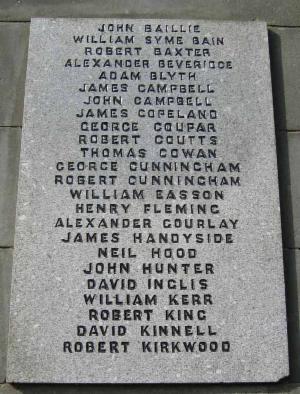 JOHN BAILLIE
WILLIAM SYME BAIN
ROBERT BAXTER
ALEXANDER BEVERIDGE
ADAM BLYTH
JAMES CAMPBELL
JOHN CAMPBELL
JAMES COPELAND
GEORGE COUPAR
ROBERT COUTTS
THOMAS COWAN
GEORGE CUNNINGHAM
ROBERT CUNNINGHAM
WILLIAM EASSON
HENRY FLEMING
ALEXANDER GOURLAY
JAMES HANDYSIDE
NEIL HOOD
JOHN HUNTER
DAVID INGLIS
WILLIAM KERR
ROBERT KING
DAVID KINNELL
ROBERT KIRKWOOD